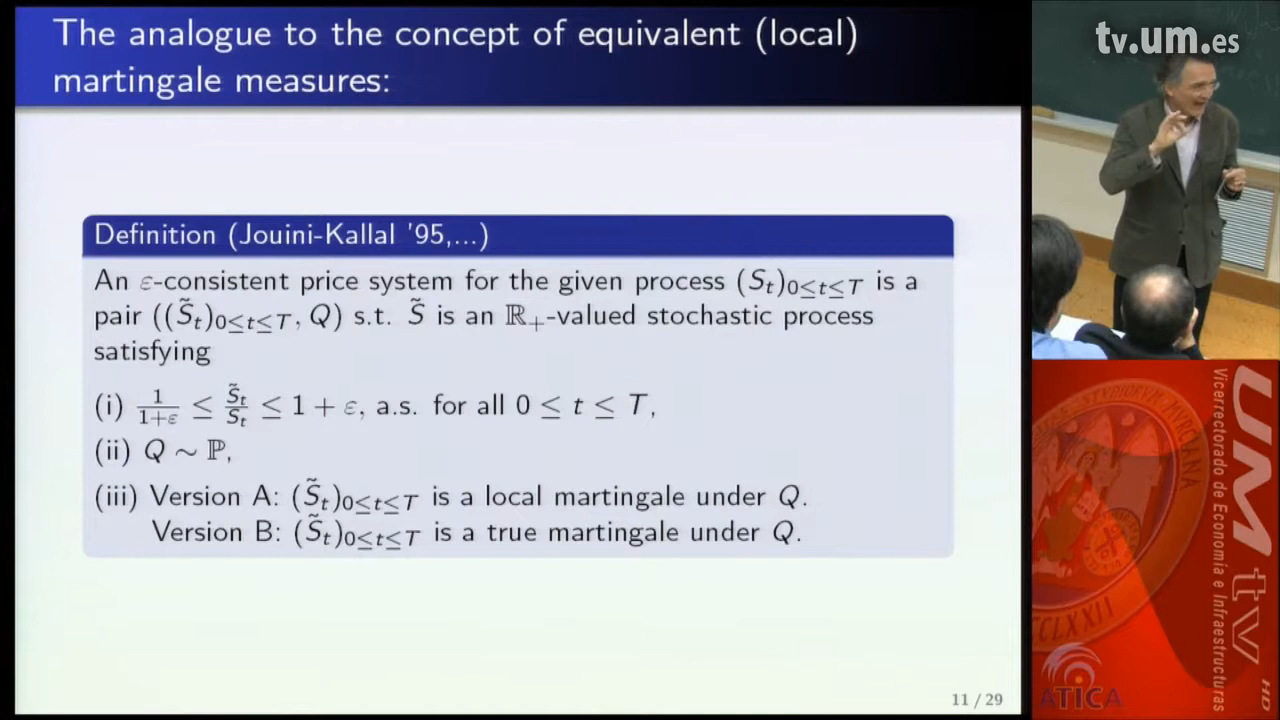 The analogue to the concept of equivalent (local)
martingale measures:
Definition (Jouini-Kallal '95,...)
An ε-consistent price system for the given process (S_t)_{0≤t≤T} is a
pair ((S̃_t)_{0≤t≤T}, Q) s.t. S̃ is an ℝ₊-valued stochastic process
satisfying
(i) 1/(1+ε) ≤ S̃_t/S_t ≤ 1 + ε, a.s. for all 0 ≤ t ≤ T,
(ii) Q ∼ ℙ,
(iii) Version A: (S̃_t)_{0≤t≤T} is a local martingale under Q.
Version B: (S̃_t)_{0≤t≤T} is a true martingale under Q.
11 / 29
tv.um.es
UMtv
HD
Vicerrectorado de Economía e Infraestructuras
ATICA